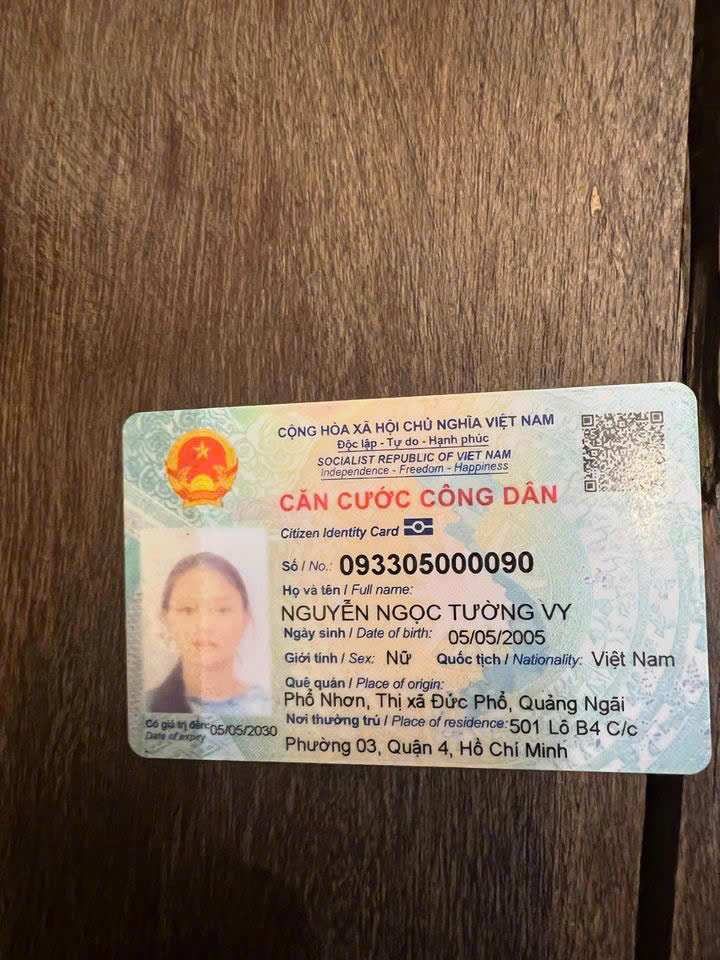 CỘNG HÒA XÃ HỘI CHỦ NGHĨA VIỆT NAM
Độc lập - Tự do - Hạnh phúc
SOCIALIST REPUBLIC OF VIET NAM
Independence - Freedom - Happiness
CĂN CƯỚC CÔNG DÂN
Citizen Identity Card
Số / No.: 093305000090
Họ và tên / Full name:
NGUYỄN NGỌC TƯỜNG VY
Ngày sinh / Date of birth: 05/05/2005
Giới tính / Sex: Nữ Quốc tịch / Nationality: Việt Nam
Quê quán / Place of origin:
Phổ Nhơn, Thị xã Đức Phổ, Quảng Ngãi
Nơi thường trú / Place of residence: 501 Lô B4 C/c
Phường 03, Quận 4, Hồ Chí Minh
Có giá trị đến: 05/05/2030
Date of expiry